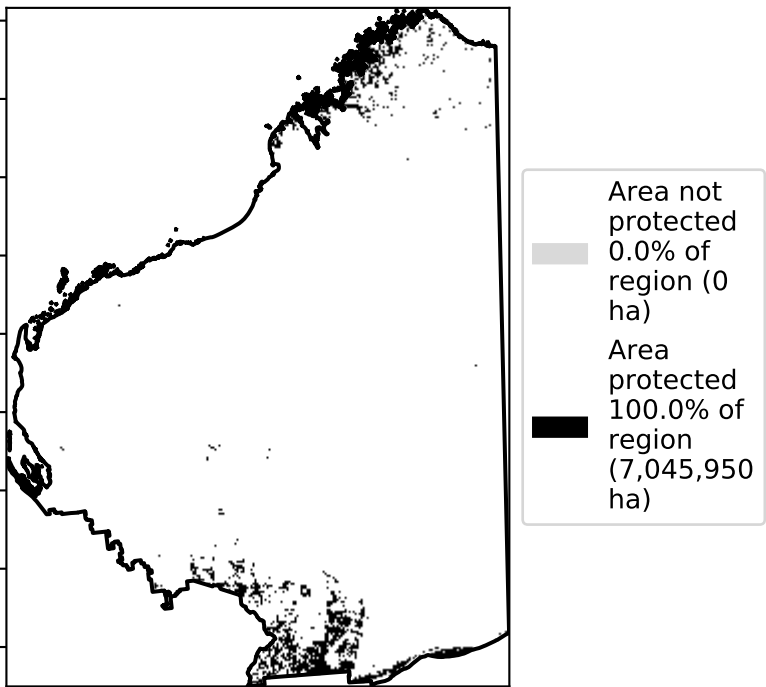 Area not
protected
0.0% of
region (0
ha)
Area
protected
100.0% of
region
(7,045,950
ha)